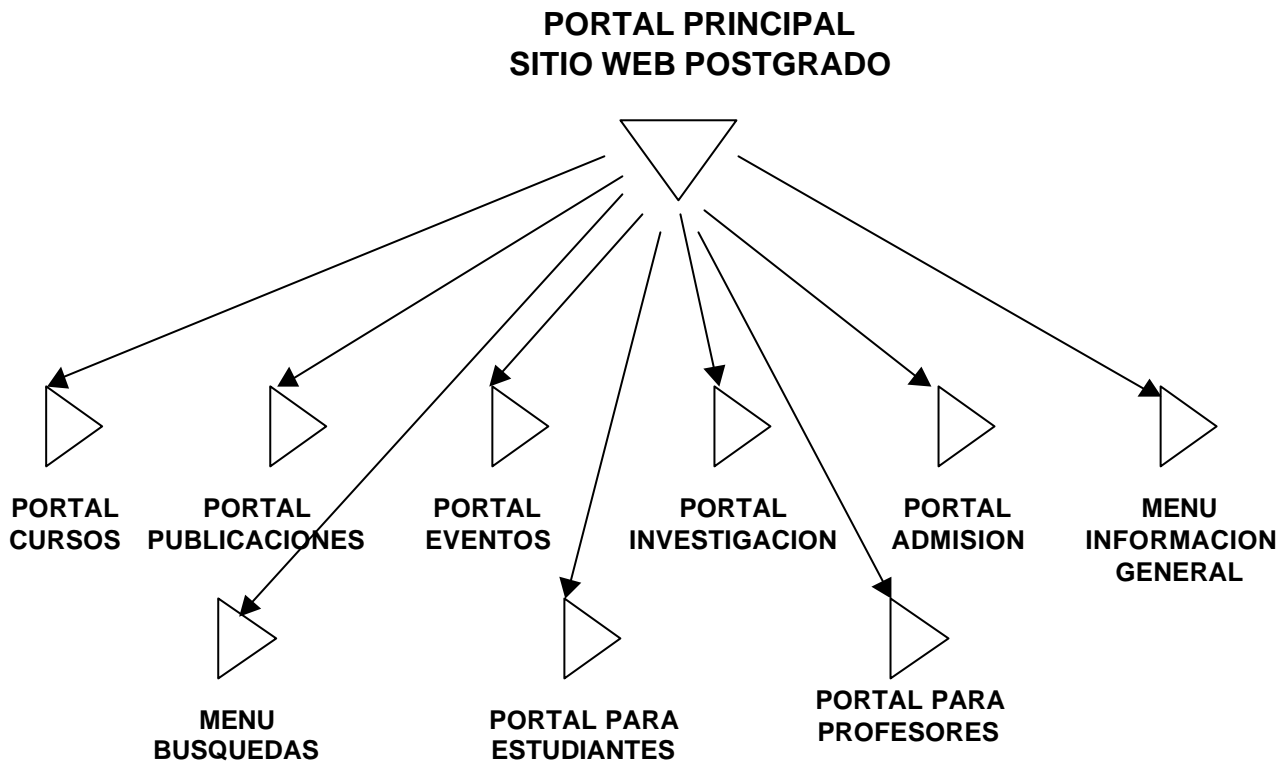 PORTAL PRINCIPAL
SITIO WEB POSTGRADO
PORTAL
CURSOS
PORTAL
PUBLICACIONES
PORTAL
EVENTOS
PORTAL
INVESTIGACION
PORTAL
ADMISION
MENU
INFORMACION
GENERAL
MENU
BUSQUEDAS
PORTAL PARA
ESTUDIANTES
PORTAL PARA
PROFESORES